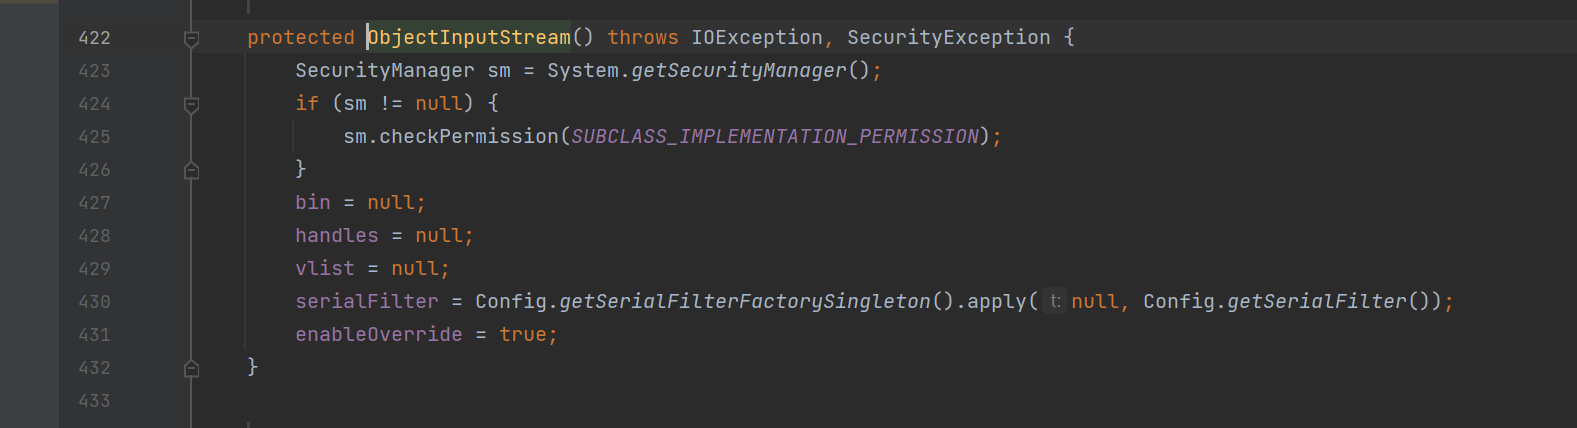 422 protected ObjectInputStream() throws IOException, SecurityException {
423 SecurityManager sm = System.getSecurityManager();
424 if (sm != null) {
425 sm.checkPermission(SUBCLASS_IMPLEMENTATION_PERMISSION);
426 }
427 bin = null;
428 handles = null;
429 vlist = null;
430 serialFilter = Config.getSerialFilterFactorySingleton().apply( t: null, Config.getSerialFilter());
431 enableOverride = true;
432 }
433